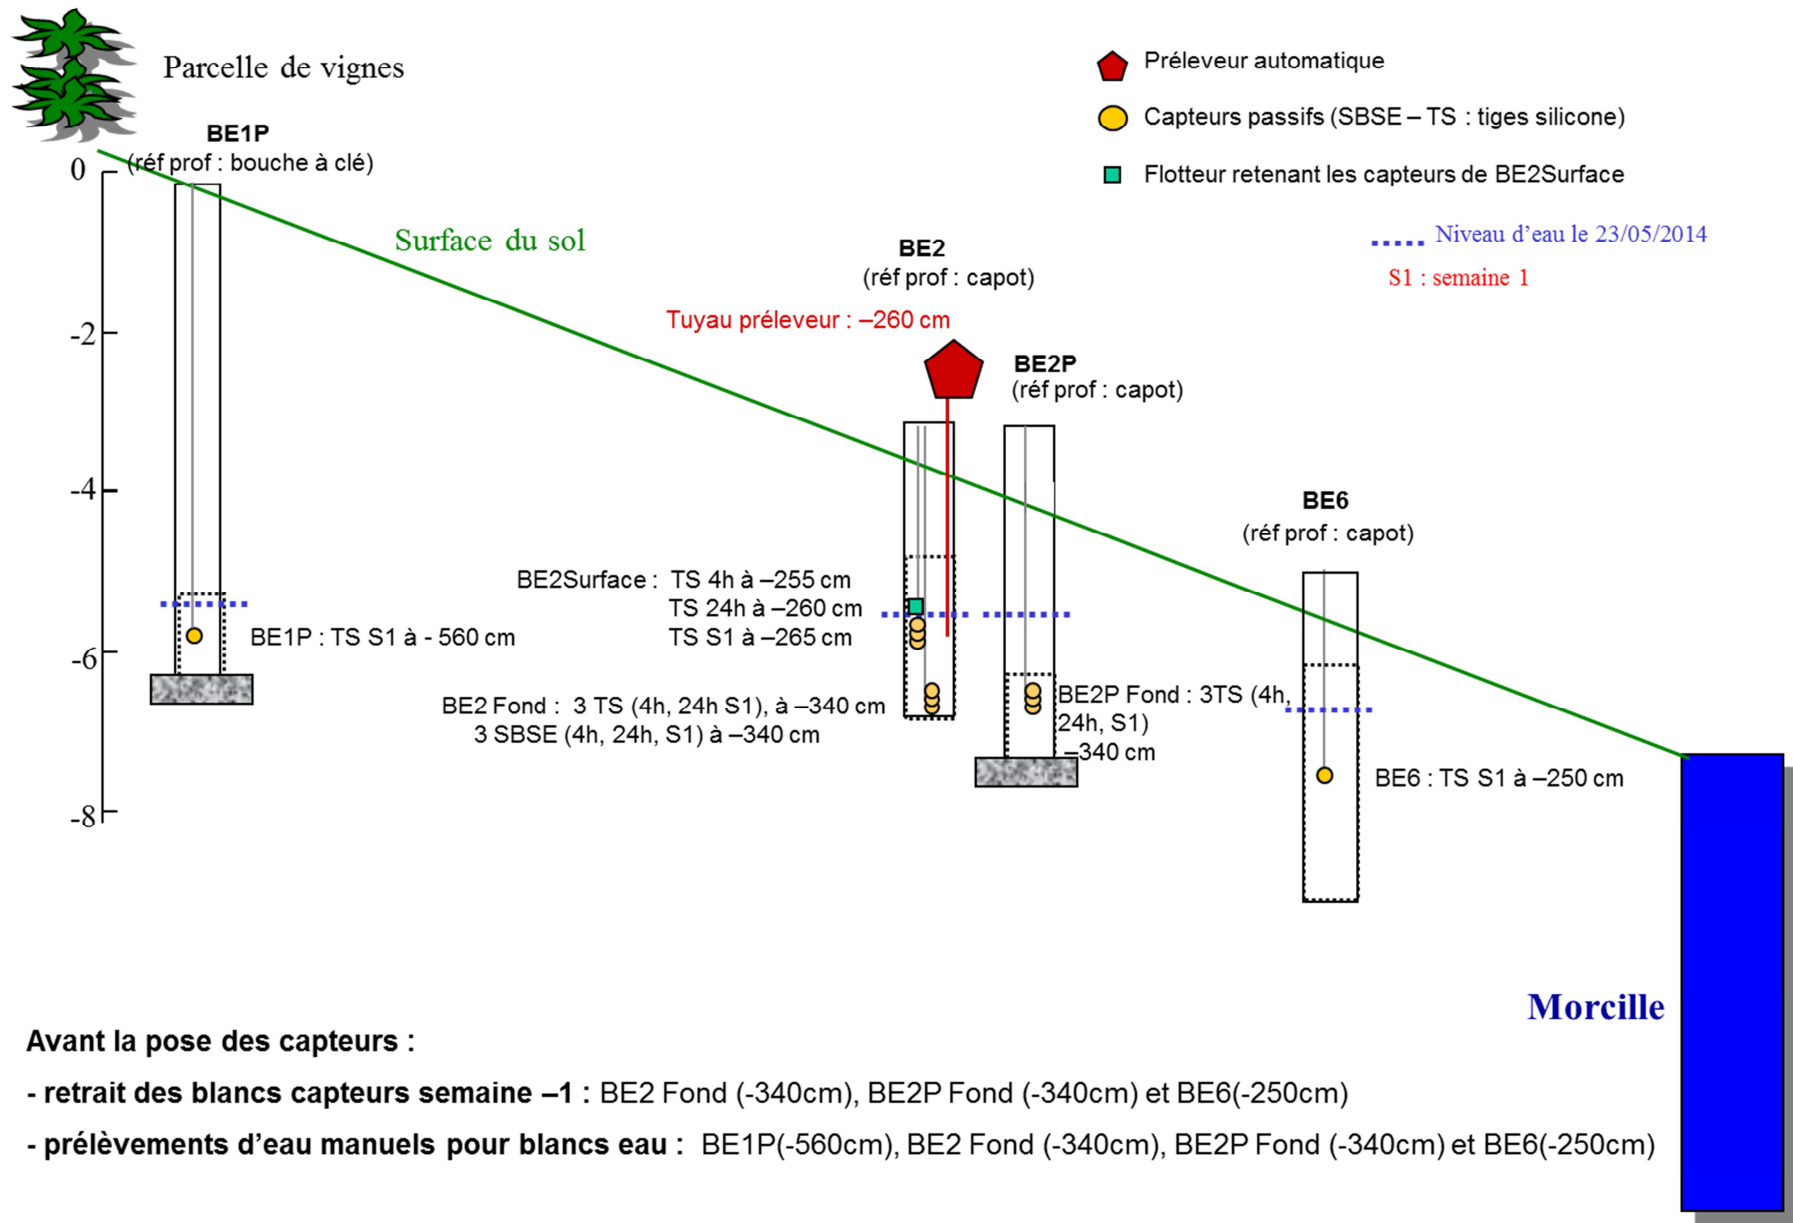 Parcelle de vignes
Préleveur automatique
Capteurs passifs (SBSE – TS : tiges silicone)
Flotteur retenant les capteurs de BE2Surface
Niveau d’eau le 23/05/2014
S1 : semaine 1
BE1P
(réf prof : bouche à clé)
0
Surface du sol
BE2
(réf prof : capot)
Tuyau préleveur : –260 cm
-2
BE2P
(réf prof : capot)
-4
BE6
(réf prof : capot)
BE2Surface : TS 4h à –255 cm
TS 24h à –260 cm
TS S1 à –265 cm
BE1P : TS S1 à - 560 cm
-6
BE2 Fond : 3 TS (4h, 24h S1), à –340 cm
3 SBSE (4h, 24h, S1) à –340 cm
BE2P Fond : 3TS (4h,
24h, S1)
–340 cm
BE6 : TS S1 à –250 cm
-8
Morcille
Avant la pose des capteurs :
- retrait des blancs capteurs semaine –1 : BE2 Fond (-340cm), BE2P Fond (-340cm) et BE6(-250cm)
- prélèvements d’eau manuels pour blancs eau : BE1P(-560cm), BE2 Fond (-340cm), BE2P Fond (-340cm) et BE6(-250cm)